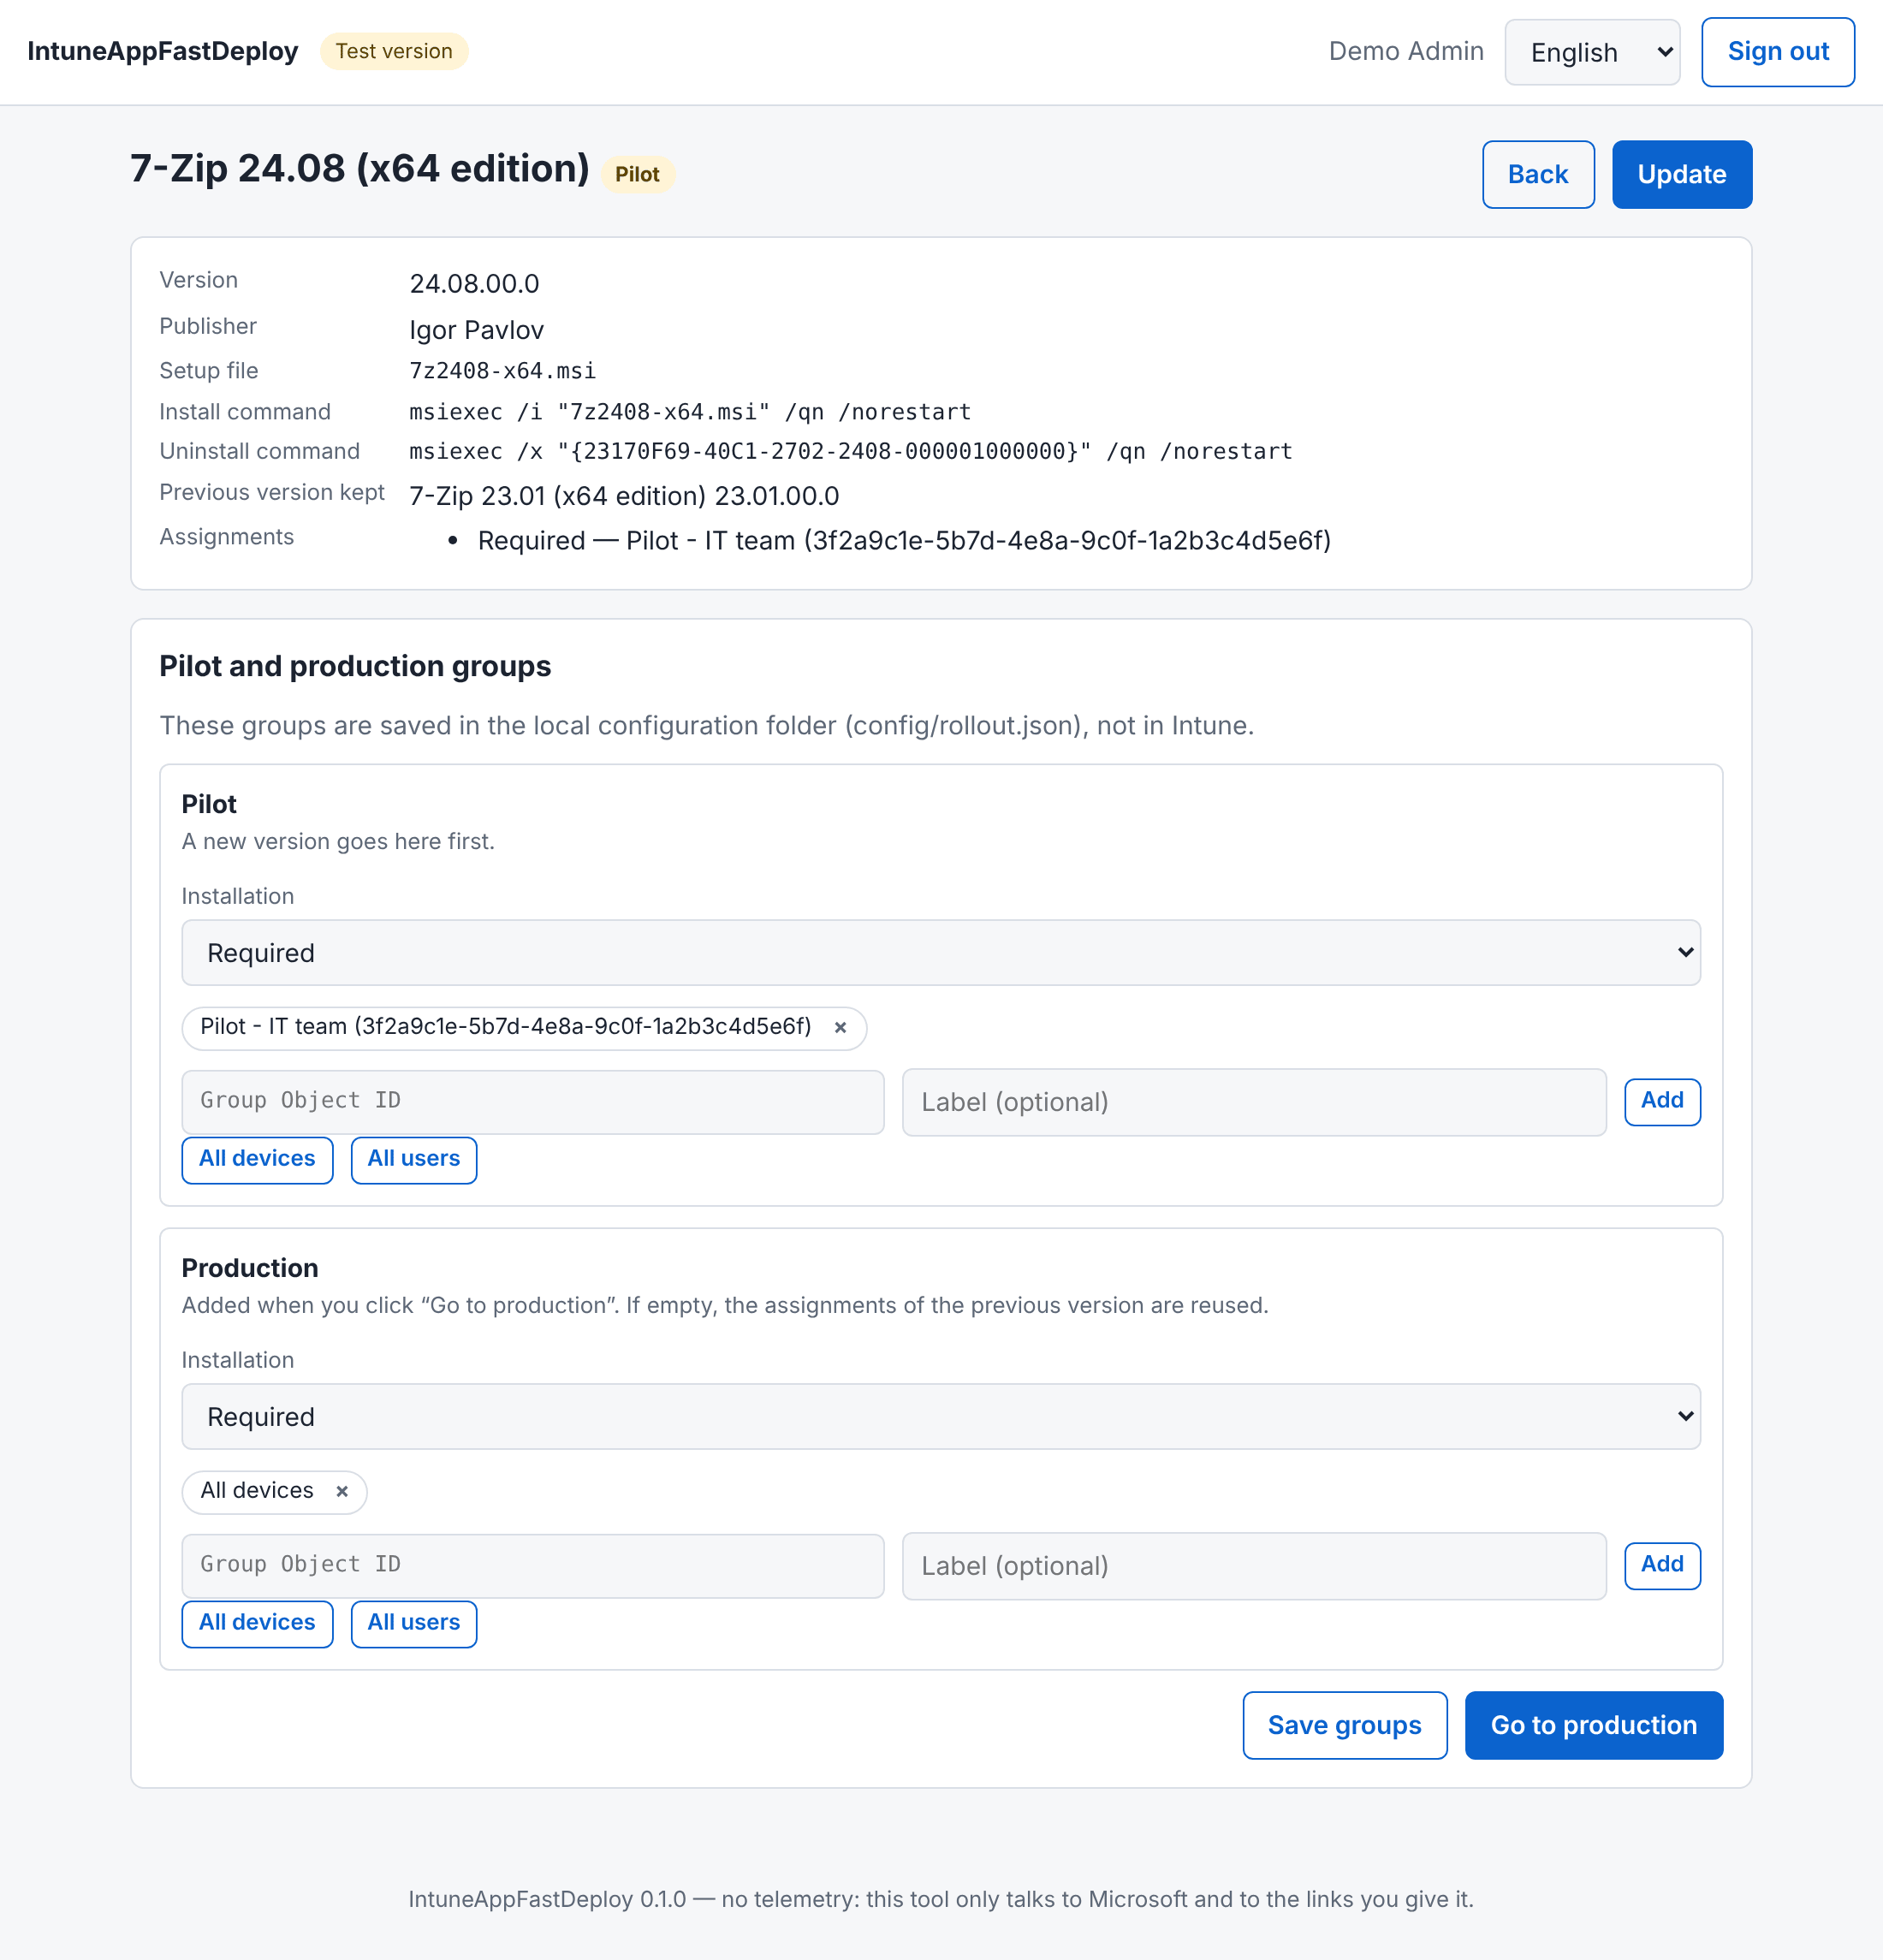 IntuneAppFastDeploy Test version Demo Admin English Sign out
7-Zip 24.08 (x64 edition) Pilot Back Update
Version 24.08.00.0
Publisher Igor Pavlov
Setup file 7z2408-x64.msi
Install command msiexec /i "7z2408-x64.msi" /qn /norestart
Uninstall command msiexec /x "{23170F69-40C1-2702-2408-000001000000}" /qn /norestart
Previous version kept 7-Zip 23.01 (x64 edition) 23.01.00.0
Assignments • Required — Pilot - IT team (3f2a9c1e-5b7d-4e8a-9c0f-1a2b3c4d5e6f)
Pilot and production groups
These groups are saved in the local configuration folder (config/rollout.json), not in Intune.
Pilot
A new version goes here first.
Installation
Required
Pilot - IT team (3f2a9c1e-5b7d-4e8a-9c0f-1a2b3c4d5e6f) ×
Group Object ID Label (optional) Add
All devices All users
Production
Added when you click “Go to production”. If empty, the assignments of the previous version are reused.
Installation
Required
All devices ×
Group Object ID Label (optional) Add
All devices All users
Save groups Go to production
IntuneAppFastDeploy 0.1.0 — no telemetry: this tool only talks to Microsoft and to the links you give it.